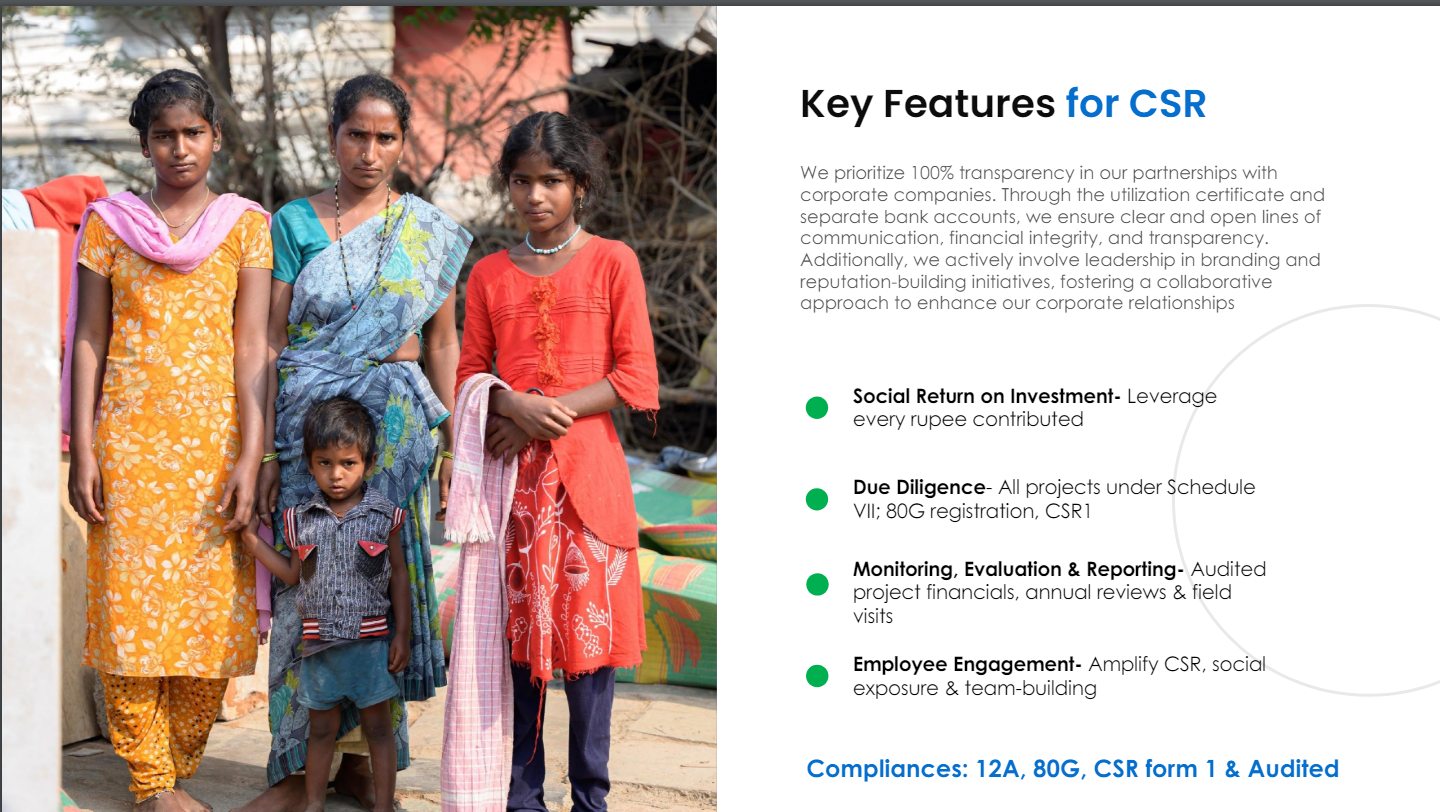 Key Features for CSR
We prioritize 100% transparency in our partnerships with
corporate companies. Through the utilization certificate and
separate bank accounts, we ensure clear and open lines of
communication, financial integrity, and transparency.
Additionally, we actively involve leadership in branding and
reputation-building initiatives, fostering a collaborative
approach to enhance our corporate relationships
Social Return on Investment- Leverage
every rupee contributed
Due Diligence- All projects under Schedule
VII; 80G registration, CSR1
Monitoring, Evaluation & Reporting- Audited
project financials, annual reviews & field
visits
Employee Engagement- Amplify CSR, social
exposure & team-building
Compliances: 12A, 80G, CSR form 1 & Audited